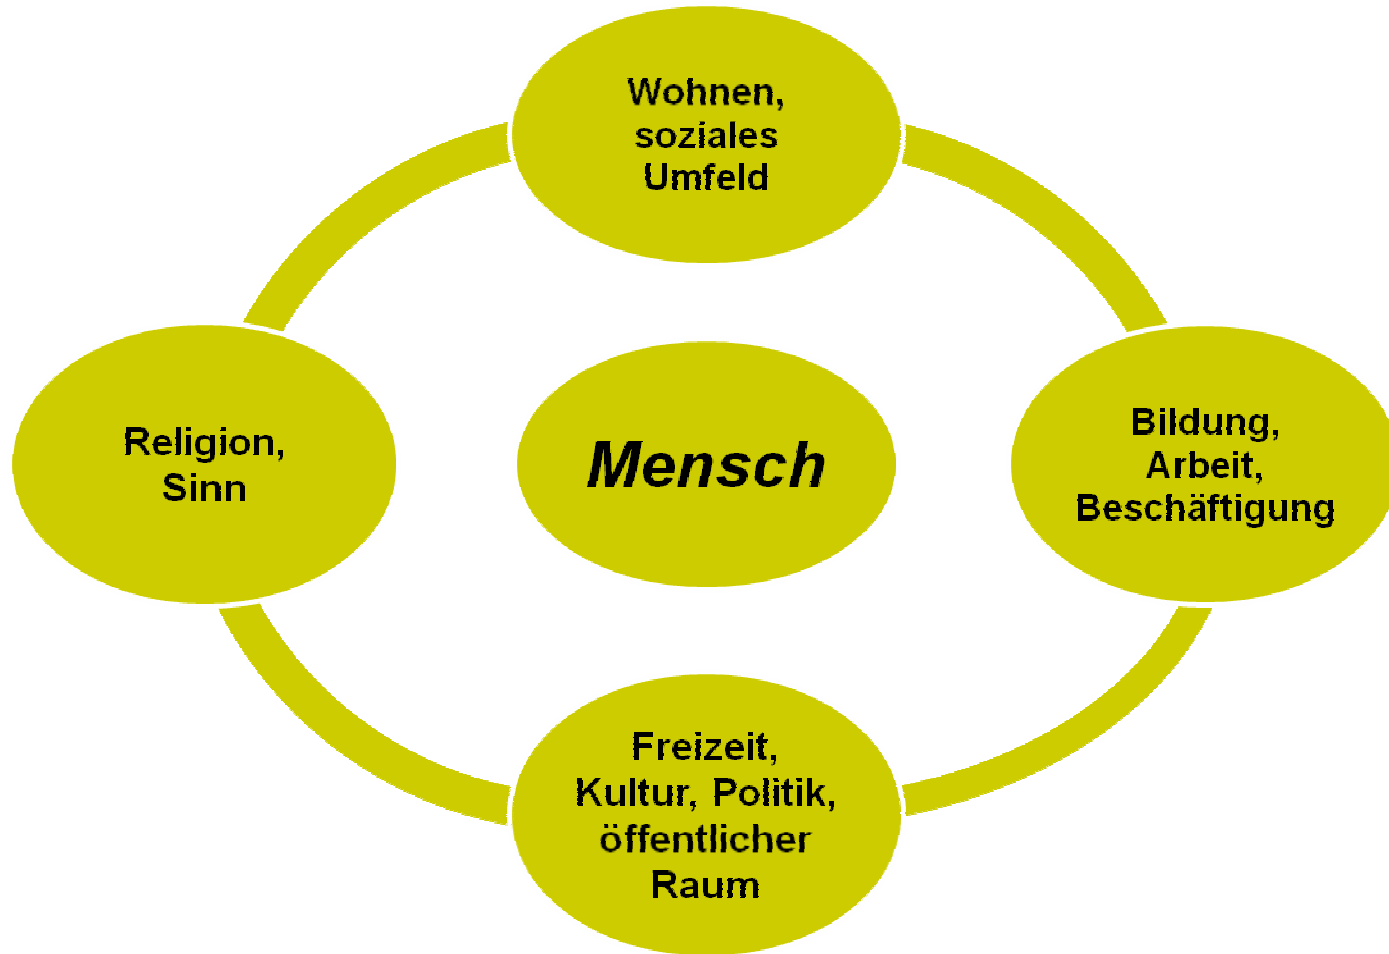 Wohnen,
soziales
Umfeld
Religion,
Sinn
Mensch
Bildung,
Arbeit,
Beschäftigung
Freizeit,
Kultur, Politik,
öffentlicher
Raum